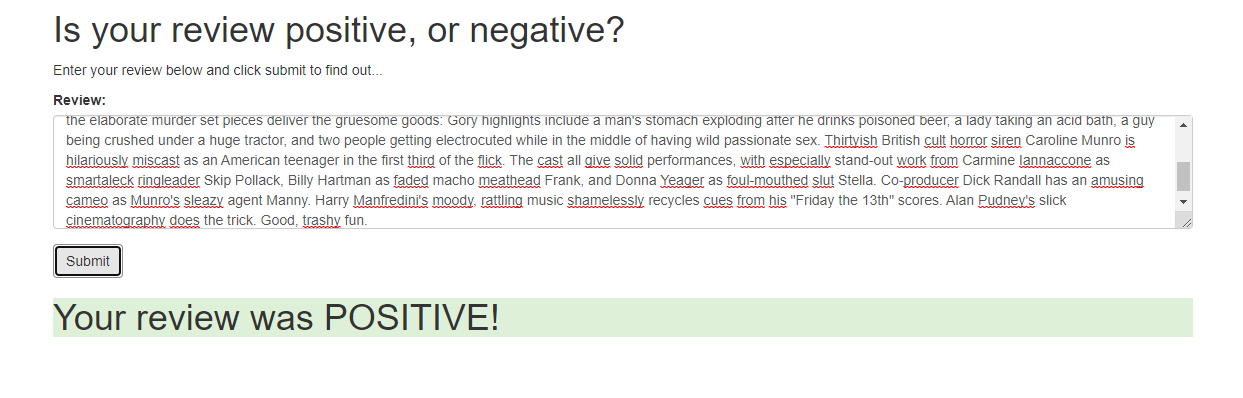 Is your review positive, or negative?
Enter your review below and click submit to find out...
Review:
the elaborate murder set pieces deliver the gruesome goods: Gory highlights include a man's stomach exploding after he drinks poisoned beer, a lady taking an acid bath, a guy
being crushed under a huge tractor, and two people getting electrocuted while in the middle of having wild passionate sex. Thirtyish British cult horror siren Caroline Munro is
hilariously miscast as an American teenager in the first third of the flick. The cast all give solid performances, with especially stand-out work from Carmine Iannaccone as
smartaleck ringleader Skip Pollack, Billy Hartman as faded macho meathead Frank, and Donna Yeager as foul-mouthed slut Stella. Co-producer Dick Randall has an amusing
cameo as Munro's sleazy agent Manny. Harry Manfredini's moody, rattling music shamelessly recycles cues from his "Friday the 13th" scores. Alan Pudney's slick
cinematography does the trick. Good, trashy fun.
Submit
Your review was POSITIVE!